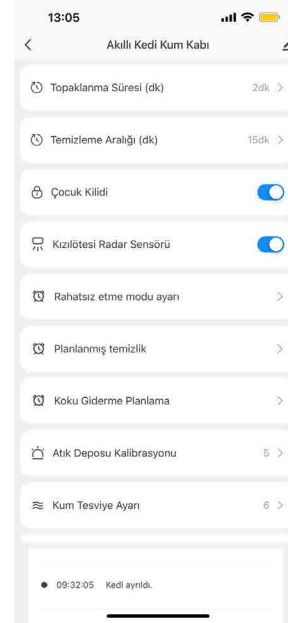 13:05
Akıllı Kedi Kum Kabı
Topaklanma Süresi (dk) 2dk
Temizleme Aralığı (dk) 15dk
Çocuk Kilidi
Kızılötesi Radar Sensörü
Rahatsız etme modu ayarı
Planlanmış temizlik
Koku Giderme Planlama
Atık Deposu Kalibrasyonu 5
Kum Tesviye Ayarı 6
09:32:05 Kedi ayrıldı.